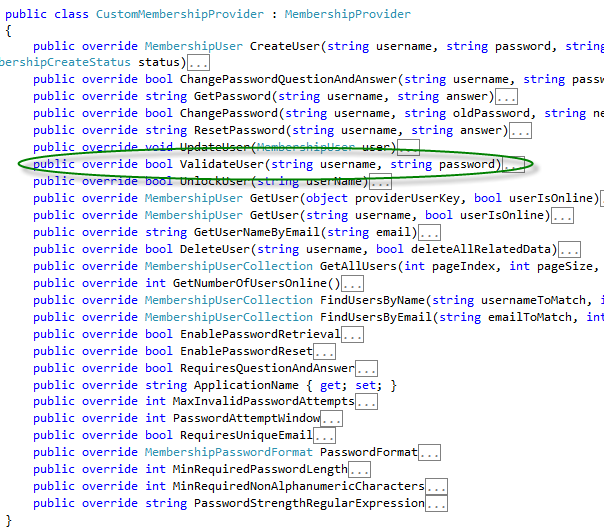 public class CustomMembershipProvider : MembershipProvider
{
public override MembershipUser CreateUser(string username, string password, string
bershipCreateStatus status)...
public override bool ChangePasswordQuestionAndAnswer(string username, string passw
public override string GetPassword(string username, string answer)...
public override bool ChangePassword(string username, string oldPassword, string ne
public override string ResetPassword(string username, string answer)...
public override void UpdateUser(MembershipUser user)...
public override bool ValidateUser(string username, string password)...
public override bool UnlockUser(string userName)...
public override MembershipUser GetUser(object providerUserKey, bool userIsOnline)
public override MembershipUser GetUser(string username, bool userIsOnline)...
public override string GetUserNameByEmail(string email)...
public override bool DeleteUser(string username, bool deleteAllRelatedData)...
public override MembershipUserCollection GetAllUsers(int pageIndex, int pageSize,
public override int GetNumberOfUsersOnline()...
public override MembershipUserCollection FindUsersByName(string usernameToMatch, i
public override MembershipUserCollection FindUsersByEmail(string emailToMatch, int
public override bool EnablePasswordRetrieval...
public override bool EnablePasswordReset...
public override bool RequiresQuestionAndAnswer...
public override string ApplicationName { get; set; }
public override int MaxInvalidPasswordAttempts...
public override int PasswordAttemptWindow...
public override bool RequiresUniqueEmail...
public override MembershipPasswordFormat PasswordFormat...
public override int MinRequiredPasswordLength...
public override int MinRequiredNonAlphanumericCharacters...
public override string PasswordStrengthRegularExpression...
}